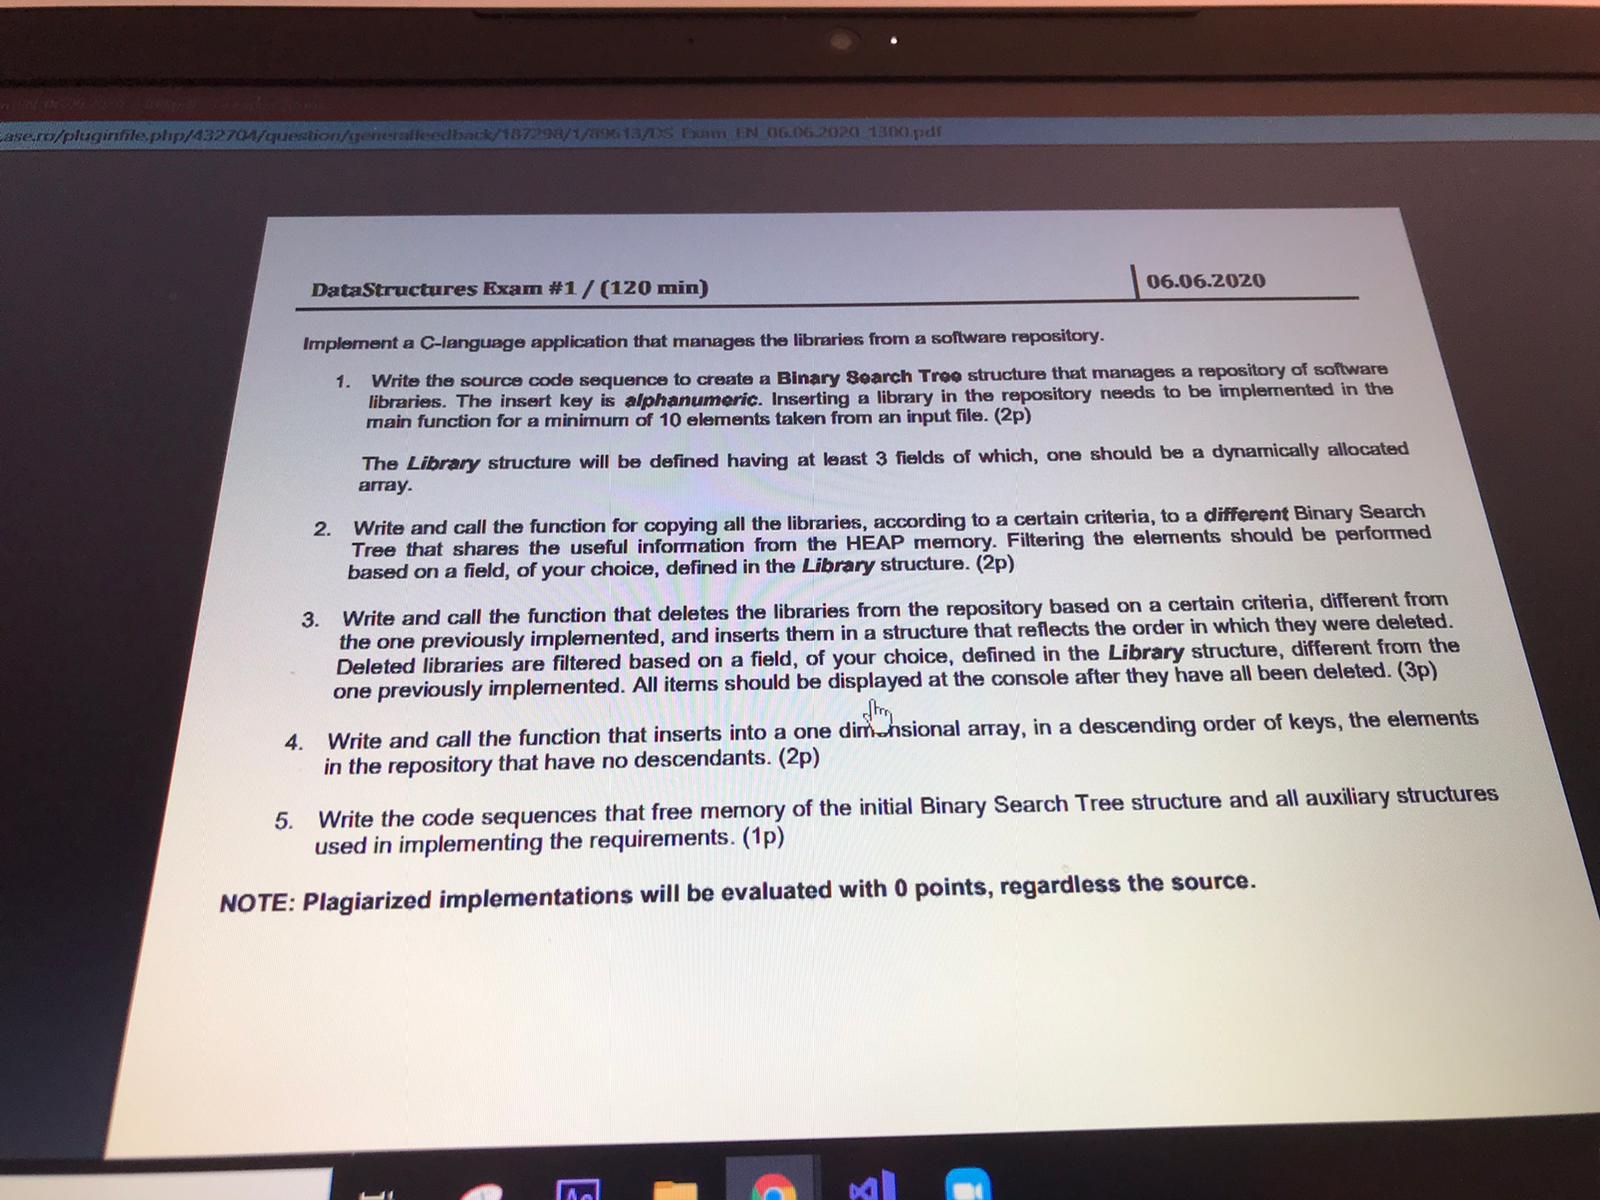 ase.ro/pluginfile.php/432704/question/generalfeedback/187298/1/89613/DS_Exam_EN_06.06.2020_1300.pdf
DataStructures Exam #1 / (120 min)
06.06.2020
Implement a C-language application that manages the libraries from a software repository.
1. Write the source code sequence to create a Binary Search Tree structure that manages a repository of software
libraries. The insert key is alphanumeric. Inserting a library in the repository needs to be implemented in the
main function for a minimum of 10 elements taken from an input file. (2p)
The Library structure will be defined having at least 3 fields of which, one should be a dynamically allocated
array.
2. Write and call the function for copying all the libraries, according to a certain criteria, to a different Binary Search
Tree that shares the useful information from the HEAP memory. Filtering the elements should be performed
based on a field, of your choice, defined in the Library structure. (2p)
3. Write and call the function that deletes the libraries from the repository based on a certain criteria, different from
the one previously implemented, and inserts them in a structure that reflects the order in which they were deleted.
Deleted libraries are filtered based on a field, of your choice, defined in the Library structure, different from the
one previously implemented. All items should be displayed at the console after they have all been deleted. (3p)
4. Write and call the function that inserts into a one dimensional array, in a descending order of keys, the elements
in the repository that have no descendants. (2p)
5. Write the code sequences that free memory of the initial Binary Search Tree structure and all auxiliary structures
used in implementing the requirements. (1p)
NOTE: Plagiarized implementations will be evaluated with 0 points, regardless the source.